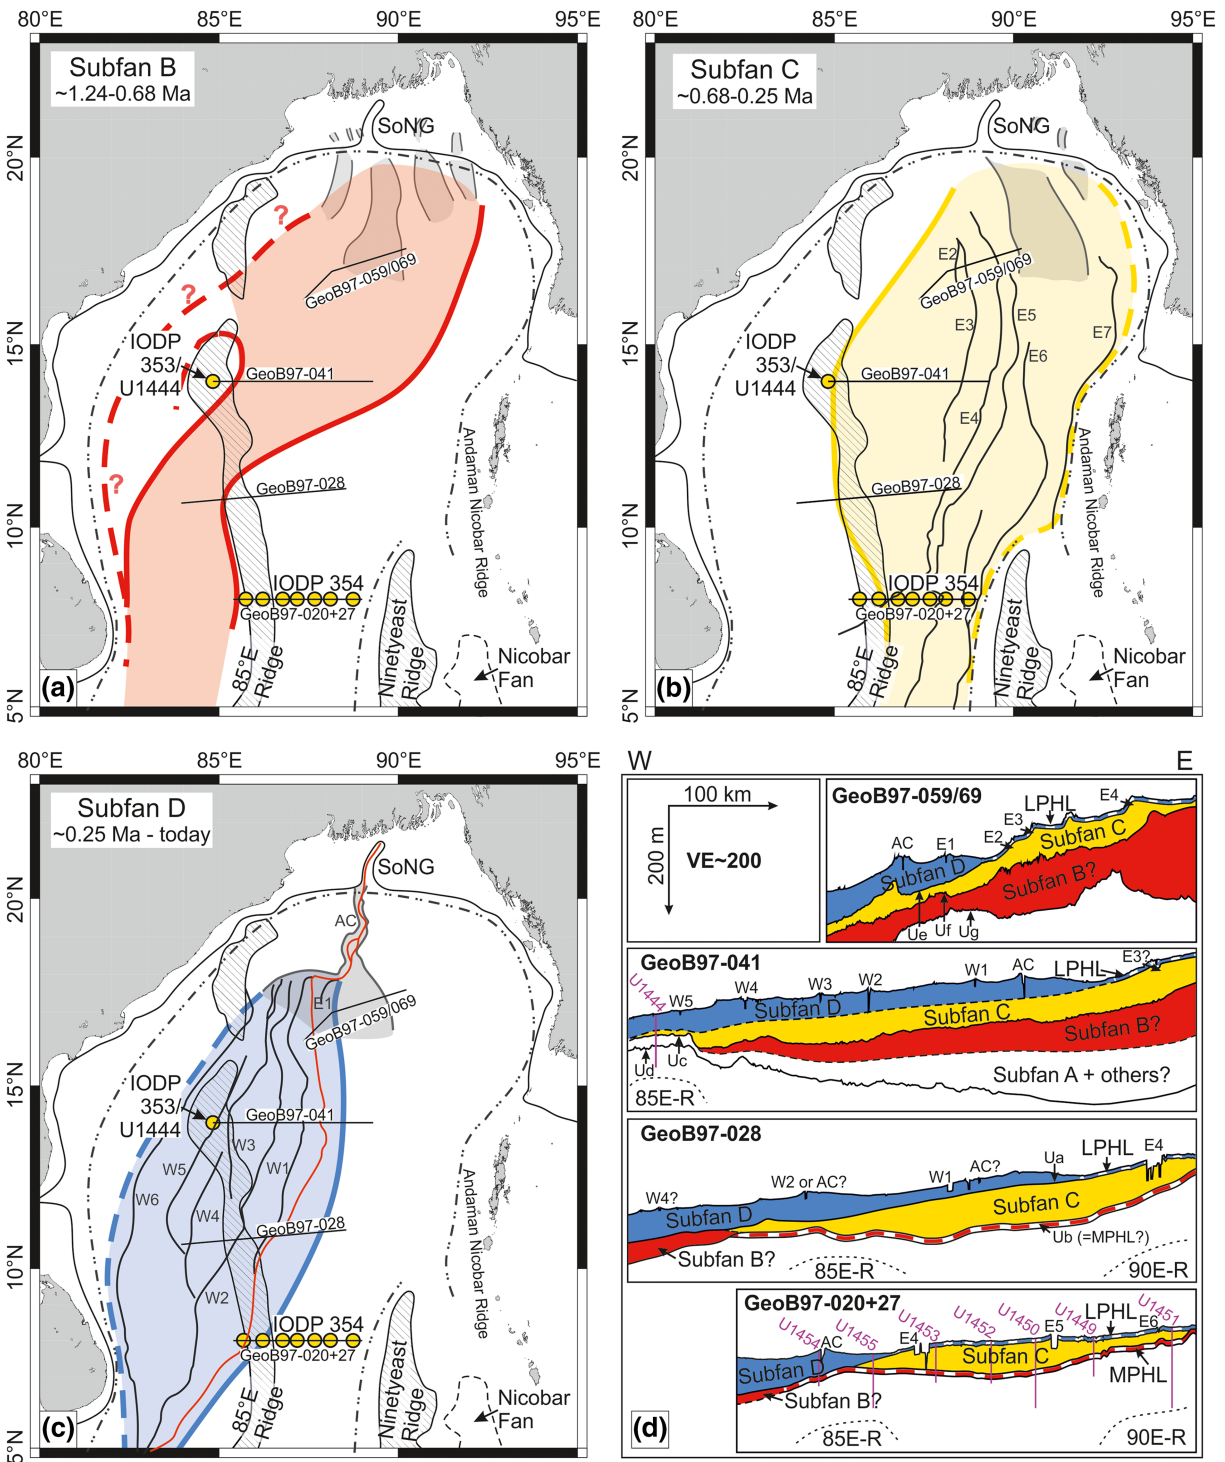 80°E 85°E 90°E 95°E
80°E 85°E 90°E 95°E
Subfan B
~1.24-0.68 Ma
SoNG
20°N
?
GeoB97-059/069
?
15°N
IODP
353/
U1444
GeoB97-041
?
GeoB97-028
Andaman Nicobar Ridge
10°N
IODP 354
GeoB97-020+27
85°E
Ridge
Ninetyeast
Ridge
Nicobar
Fan
(a)
5°N
Subfan C
~0.68-0.25 Ma
SoNG
20°N
E2
GeoB97-059/069
E3
E5
E7
E6
15°N
IODP
353/
U1444
GeoB97-041
E4
GeoB97-028
Andaman Nicobar Ridge
10°N
IODP 354
GeoB97-020+27
85°E
Ridge
Ninetyeast
Ridge
Nicobar
Fan
(b)
5°N
80°E 85°E 90°E 95°E
Subfan D
~0.25 Ma - today
SoNG
20°N
AC
E1
GeoB97-059/069
15°N
IODP
353/
U1444
GeoB97-041
W3
W5
W1
W6
W4
GeoB97-028
Andaman Nicobar Ridge
10°N
W2
IODP 354
GeoB97-020+27
85°E
Ridge
Ninetyeast
Ridge
Nicobar
Fan
(c)
5°N
W E
100 km
200 m
VE~200
GeoB97-059/69
E4
LPHL
E3
E2
AC
E1
Subfan C
Subfan D
Subfan B?
Ue
Uf
Ug
GeoB97-041
U1444
W5
W4
W3
W2
W1
AC
LPHL
E3?
Subfan D
Subfan C
Subfan B?
Ud
Uc
Subfan A + others?
85E-R
GeoB97-028
W4?
W2 or AC?
W1
AC?
Ua
LPHL
E4
Subfan D
Subfan C
Subfan B?
Ub (=MPHL?)
85E-R
90E-R
GeoB97-020+27
U1454
AC
U1455
E4
U1453
U1452
U1450
E5
U1449
LPHL
E6
U1451
Subfan D
Subfan C
Subfan B?
MPHL
85E-R
90E-R
(d)